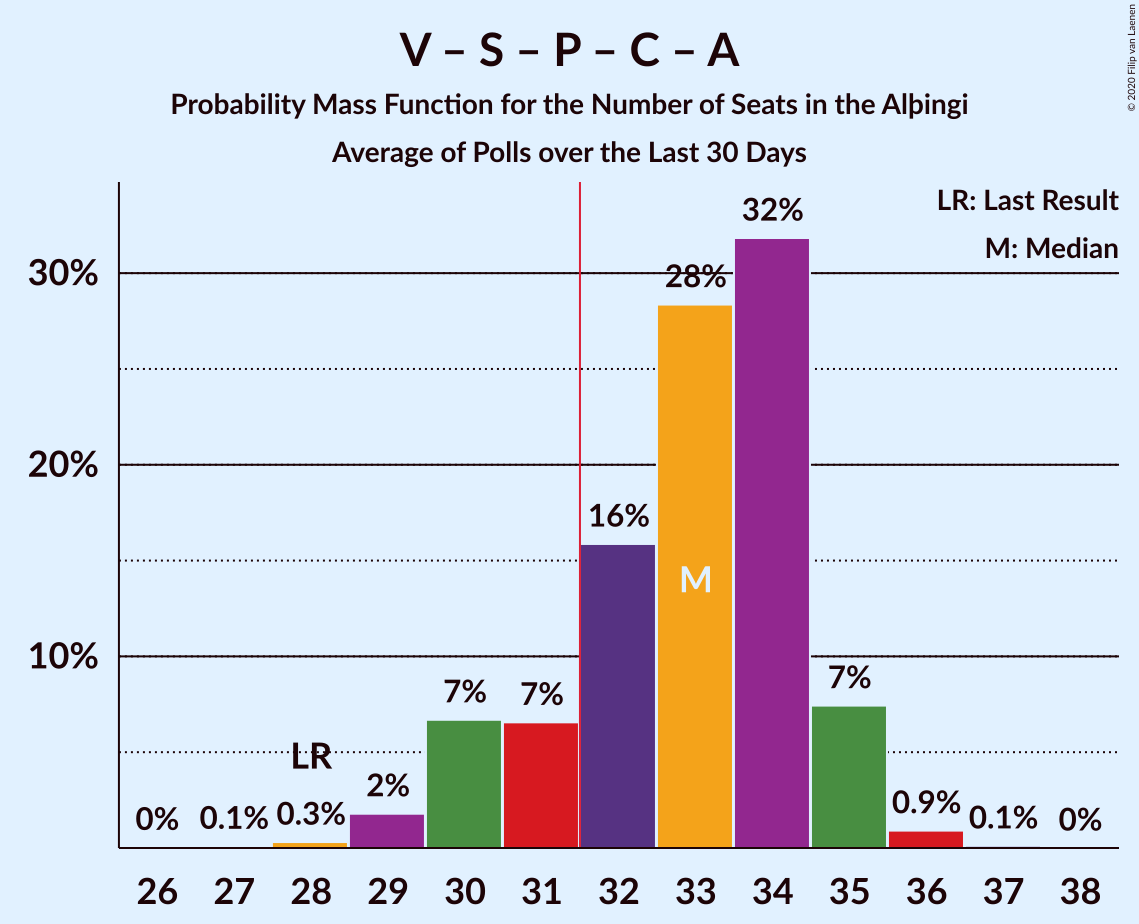 V – S – P – C – A
Probability Mass Function for the Number of Seats in the Alþingi
Average of Polls over the Last 30 Days
© 2020 Filip van Laenen
LR: Last Result
M: Median
30%
20%
10%
0%
0.1%
0.3%
LR
2%
7%
7%
16%
28%
M
32%
7%
0.9%
0.1%
0%
26 27 28 29 30 31 32 33 34 35 36 37 38